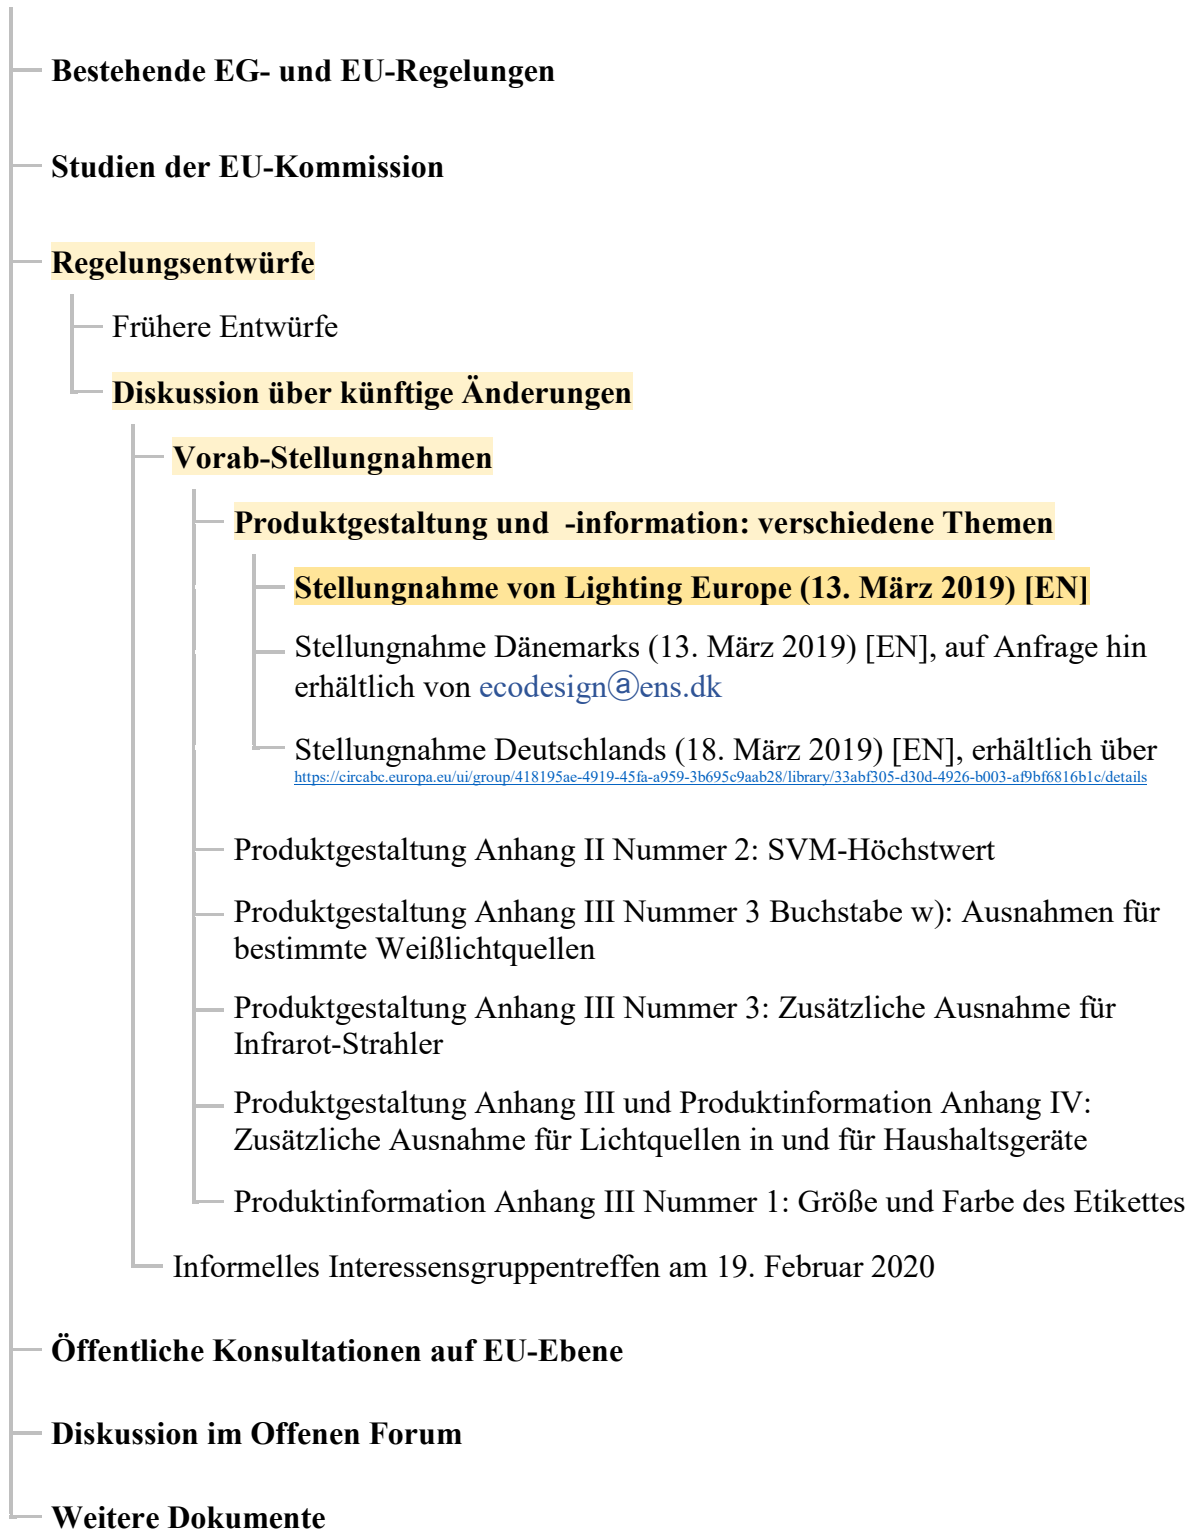 Bestehende EG- und EU-Regelungen
Studien der EU-Kommission
Regelungsentwürfe
Frühere Entwürfe
Diskussion über künftige Änderungen
Vorab-Stellungnahmen
Produktgestaltung und  -information: verschiedene Themen
Stellungnahme von Lighting Europe (13. März 2019) [EN]
Stellungnahme Dänemarks (13. März 2019) [EN], auf Anfrage hin
erhältlich von ecodesignⓐens.dk
Stellungnahme Deutschlands (18. März 2019) [EN], erhältlich über
https://circabc.europa.eu/ui/group/418195ae-4919-45fa-a959-3b695c9aab28/library/33abf305-d30d-4926-b003-af9bf6816b1c/details
Produktgestaltung Anhang II Nummer 2: SVM-Höchstwert
Produktgestaltung Anhang III Nummer 3 Buchstabe w): Ausnahmen für
bestimmte Weißlichtquellen
Produktgestaltung Anhang III Nummer 3: Zusätzliche Ausnahme für
Infrarot-Strahler
Produktgestaltung Anhang III und Produktinformation Anhang IV:
Zusätzliche Ausnahme für Lichtquellen in und für Haushaltsgeräte
Produktinformation Anhang III Nummer 1: Größe und Farbe des Etikettes
Informelles Interessensgruppentreffen am 19. Februar 2020
Öffentliche Konsultationen auf EU-Ebene
Diskussion im Offenen Forum
Weitere Dokumente